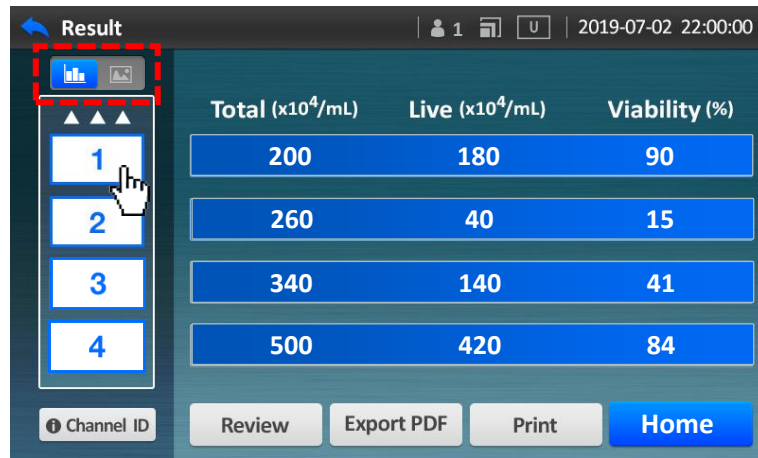 Result 1 U 2019-07-02 22:00:00
Total (x10⁴/mL) Live (x10⁴/mL) Viability (%)
1 200 180 90
2 260 40 15
3 340 140 41
4 500 420 84
Channel ID Review Export PDF Print Home